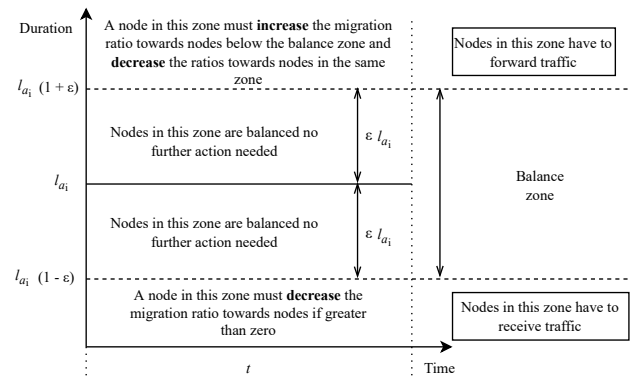 Duration
A node in this zone must increase the migration
ratio towards nodes below the balance zone and
decrease the ratios towards nodes in the same
zone
Nodes in this zone have to
forward traffic
l_{a_i} (1 + ε)
Nodes in this zone are balanced no
further action needed
ε l_{a_i}
l_{a_i}
Balance
zone
Nodes in this zone are balanced no
further action needed
ε l_{a_i}
l_{a_i} (1 - ε)
A node in this zone must decrease the
migration ratio towards nodes if greater
than zero
Nodes in this zone have to
receive traffic
t
Time